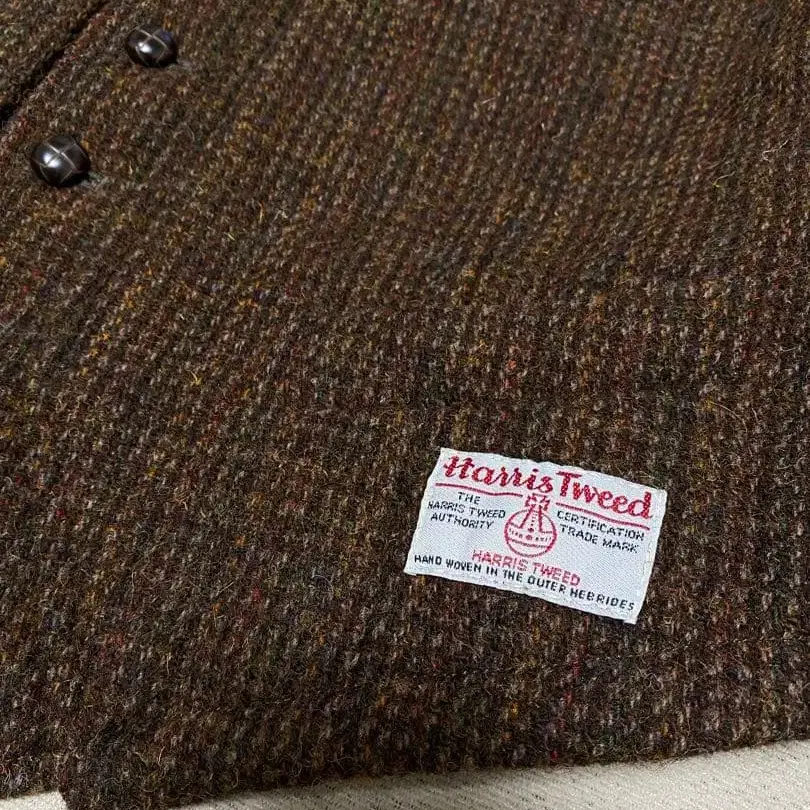 Harris Tweed
THE
HARRIS TWEED
AUTHORITY
CERTIFICATION
TRADE MARK
HARRIS TWEED
HAND WOVEN IN THE OUTER HEBRIDES